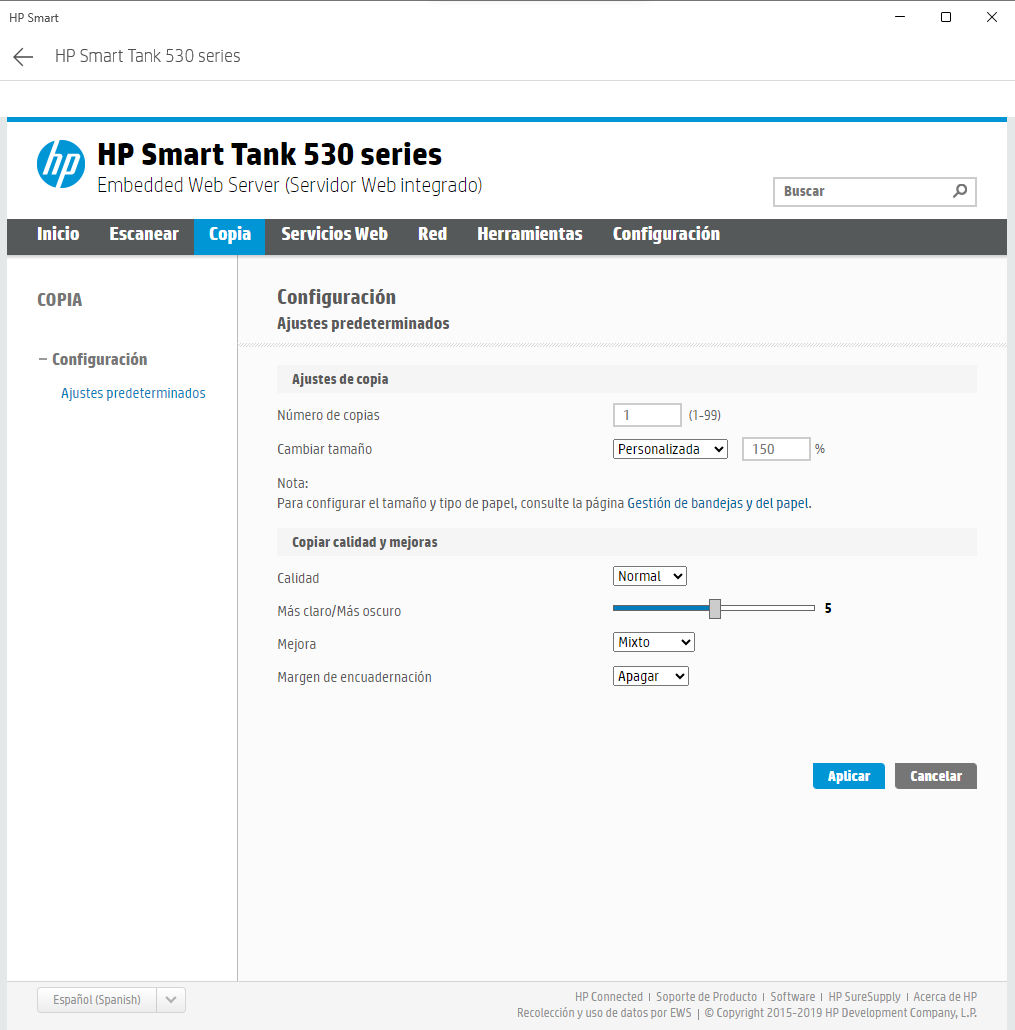 HP Smart
HP Smart Tank 530 series
hp
HP Smart Tank 530 series
Embedded Web Server (Servidor Web integrado)
Buscar
Inicio Escanear Copia Servicios Web Red Herramientas Configuración
COPIA
Configuración
Ajustes predeterminados
− Configuración
Ajustes predeterminados
Ajustes de copia
Número de copias 1 (1-99)
Cambiar tamaño Personalizada 150 %
Nota:
Para configurar el tamaño y tipo de papel, consulte la página Gestión de bandejas y del papel.
Copiar calidad y mejoras
Calidad Normal
Más claro/Más oscuro 5
Mejora Mixto
Margen de encuadernación Apagar
Aplicar Cancelar
Español (Spanish)
HP Connected | Soporte de Producto | Software | HP SureSupply | Acerca de HP
Recolección y uso de datos por EWS | © Copyright 2015-2019 HP Development Company, L.P.